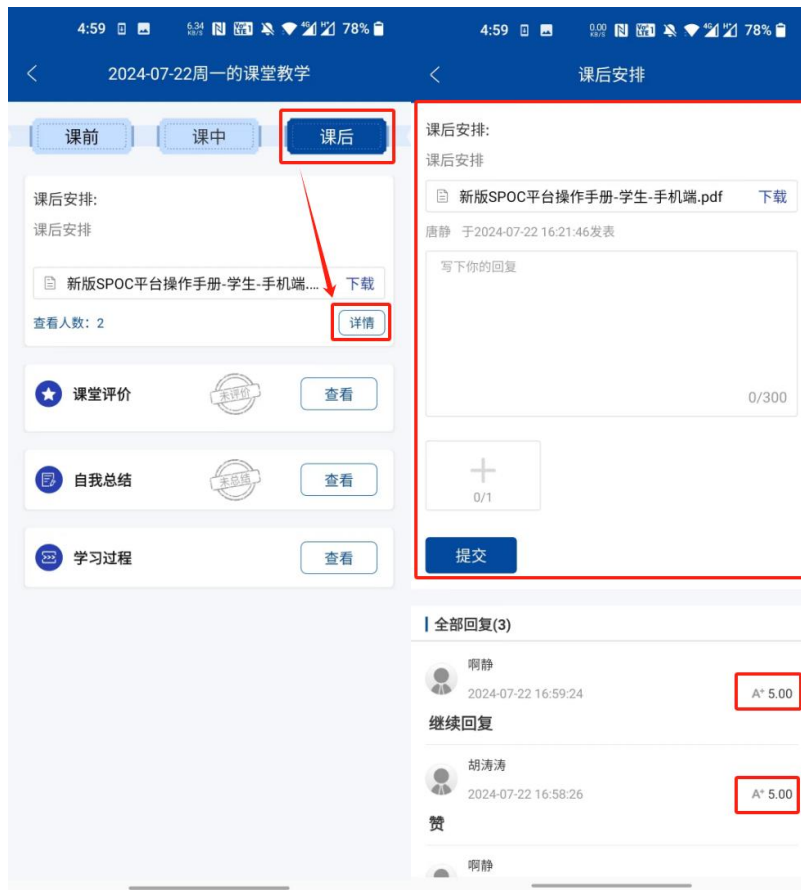 4:59 6.34 KB/S 4G 78%
2024-07-22周一的课堂教学
课前 课中 课后
课后安排:
课后安排
新版SPOC平台操作手册-学生-手机端.... 下载
查看人数：2 详情
课堂评价 未评价 查看
自我总结 未总结 查看
学习过程 查看
4:59 0.00 KB/S 4G 78%
课后安排
课后安排:
课后安排
新版SPOC平台操作手册-学生-手机端.pdf 下载
唐静 于2024-07-22 16:21:46发表
写下你的回复
0/300
0/1
提交
全部回复(3)
啊静
2024-07-22 16:59:24 A+ 5.00
继续回复
胡涛涛
2024-07-22 16:58:26 A+ 5.00
赞
啊静